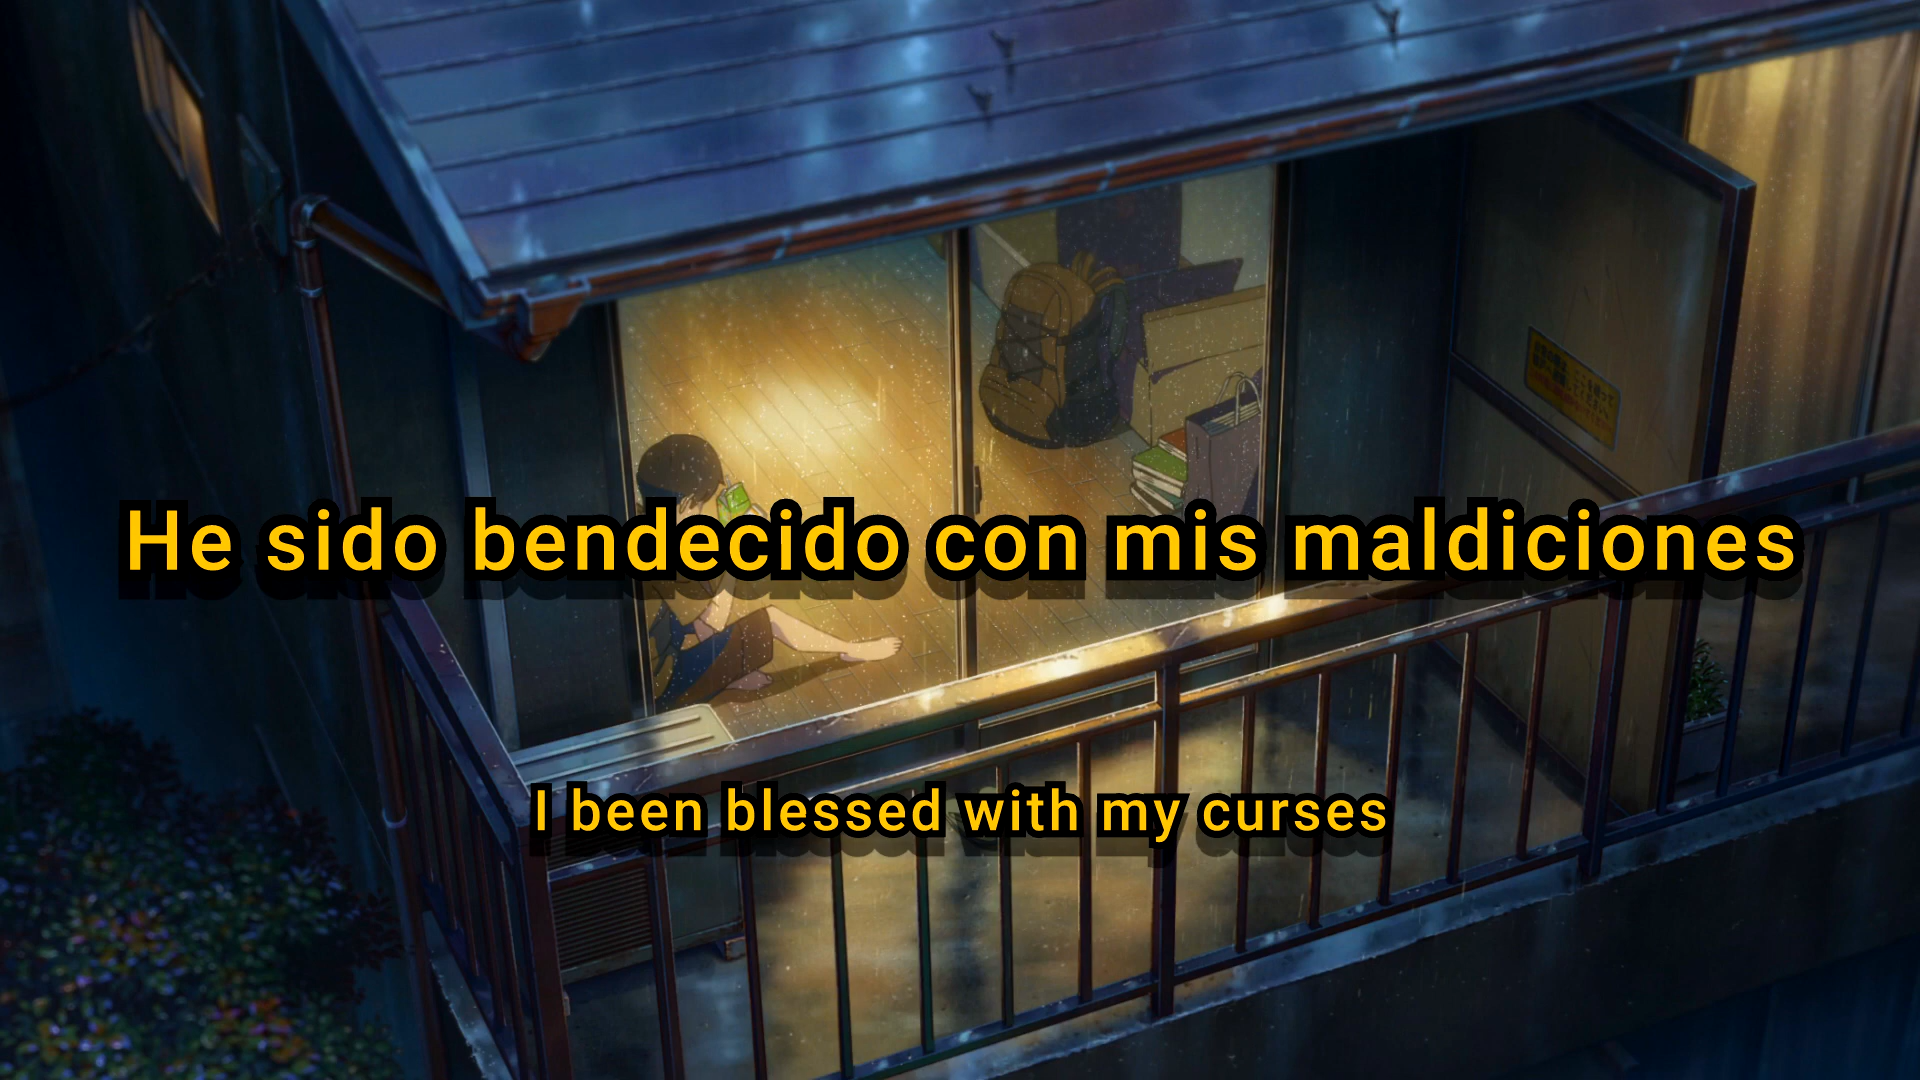 He sido bendecido con mis maldiciones
I been blessed with my curses